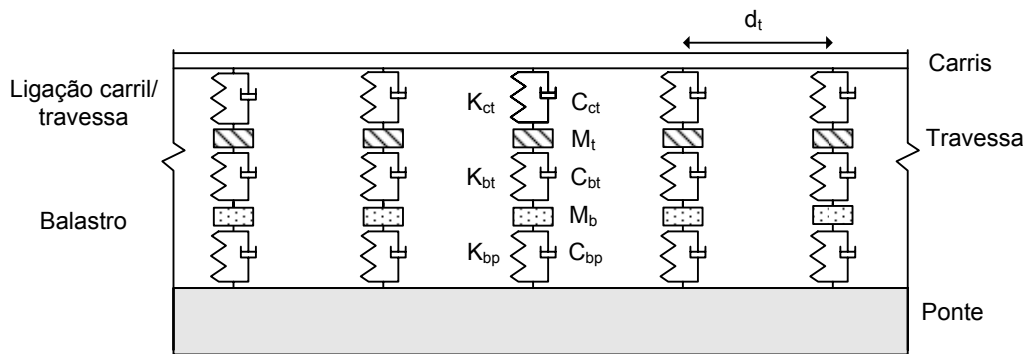 dt
Carris
Ligação carril/
travessa
Kct
Cct
Mt
Travessa
Kbt
Cbt
Balastro
Mb
Kbp
Cbp
Ponte